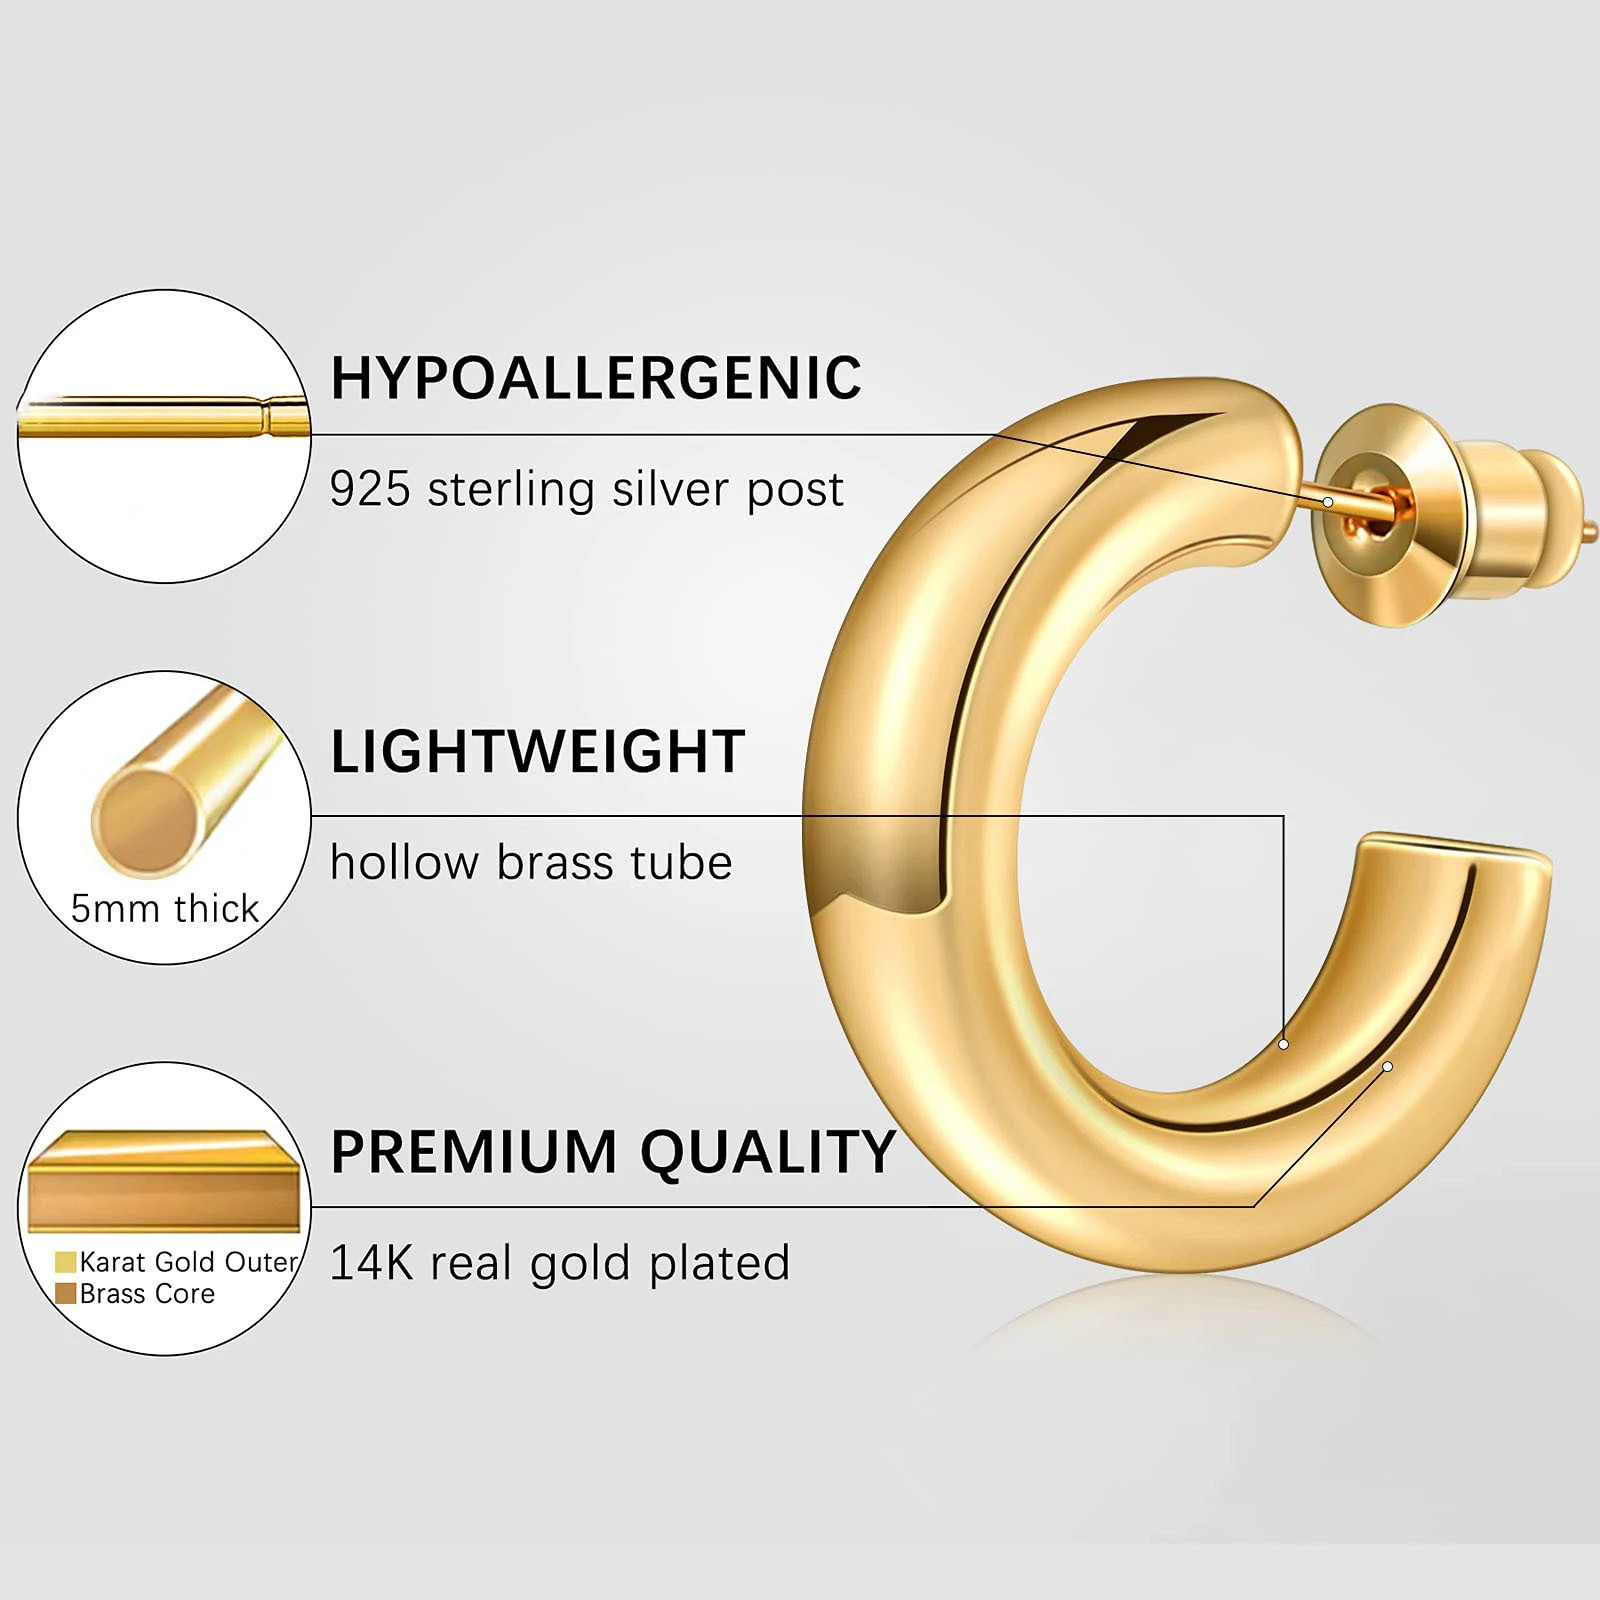 HYPOALLERGENIC
925 sterling silver post
LIGHTWEIGHT
hollow brass tube
5mm thick
PREMIUM QUALITY
14K real gold plated
Karat Gold Outer
Brass Core